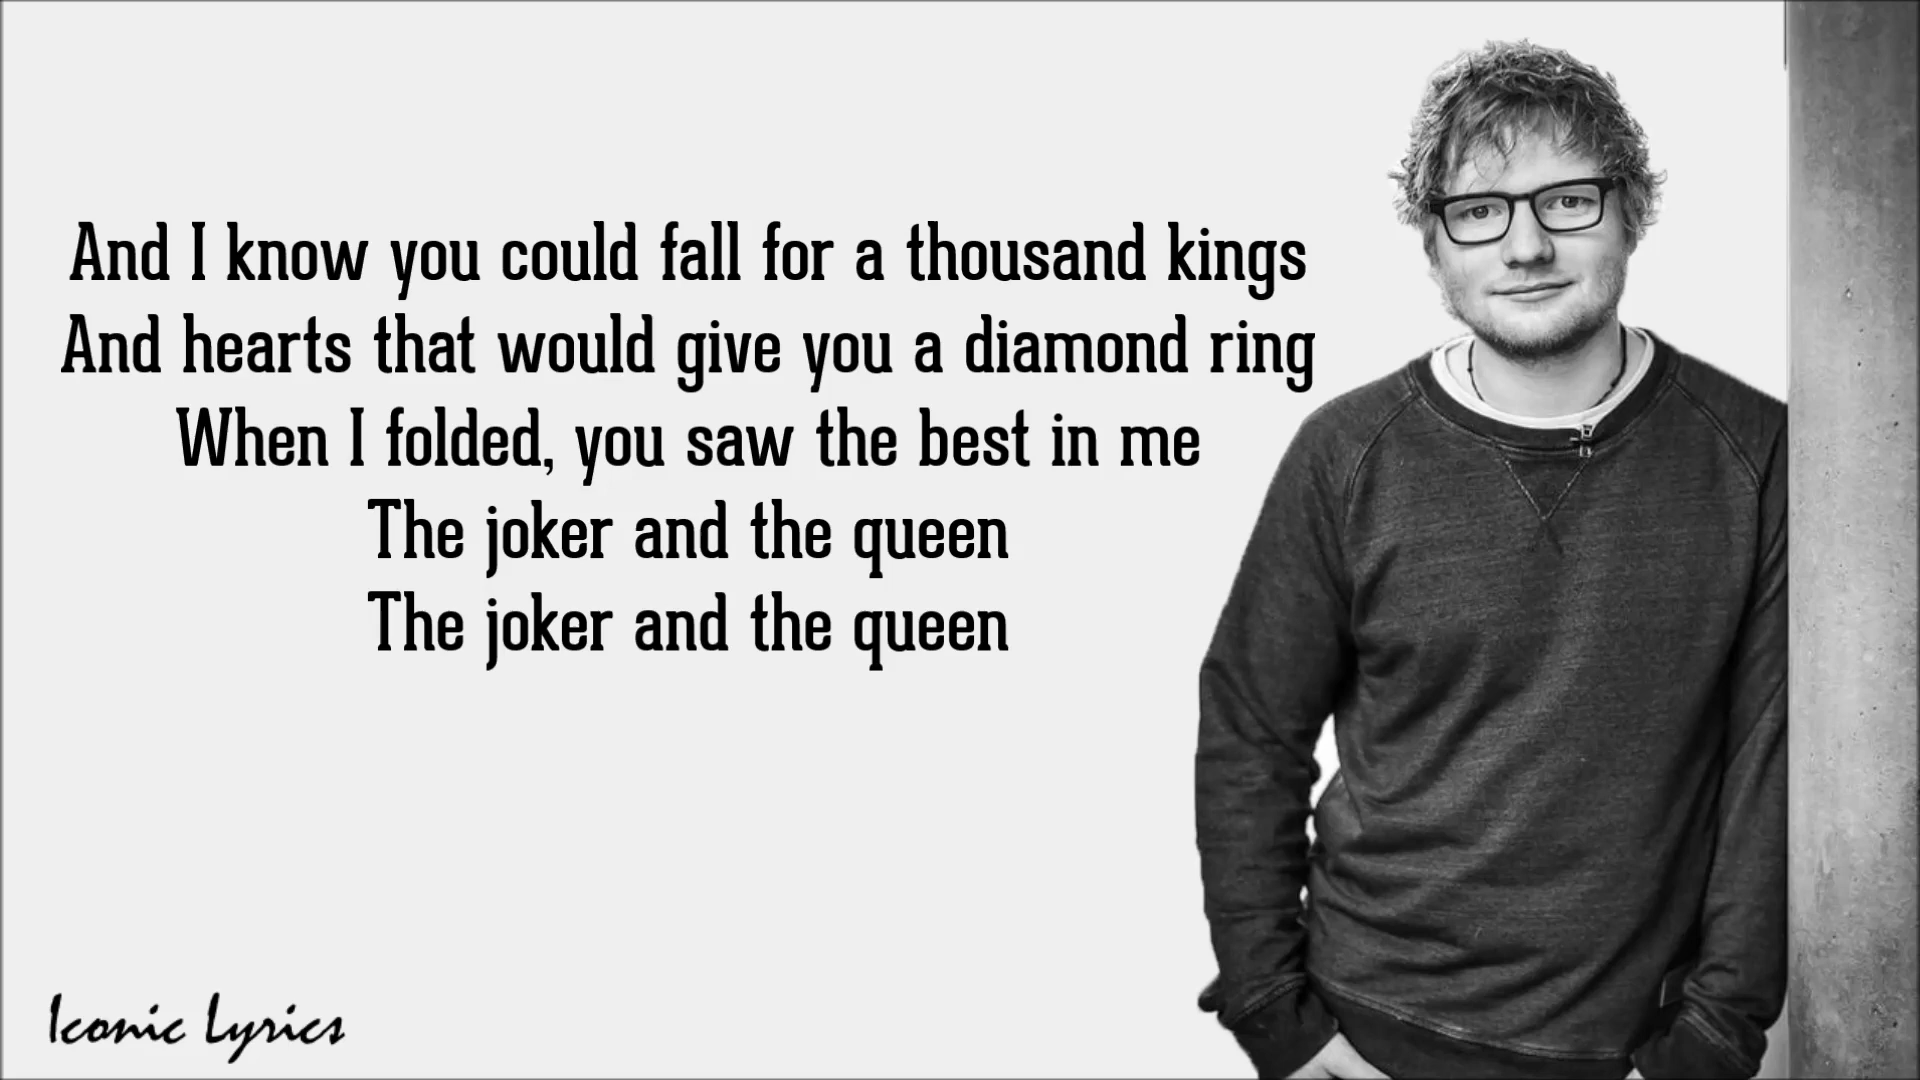 And I know you could fall for a thousand kings
And hearts that would give you a diamond ring
When I folded, you saw the best in me
The joker and the queen
The joker and the queen
Iconic Lyrics